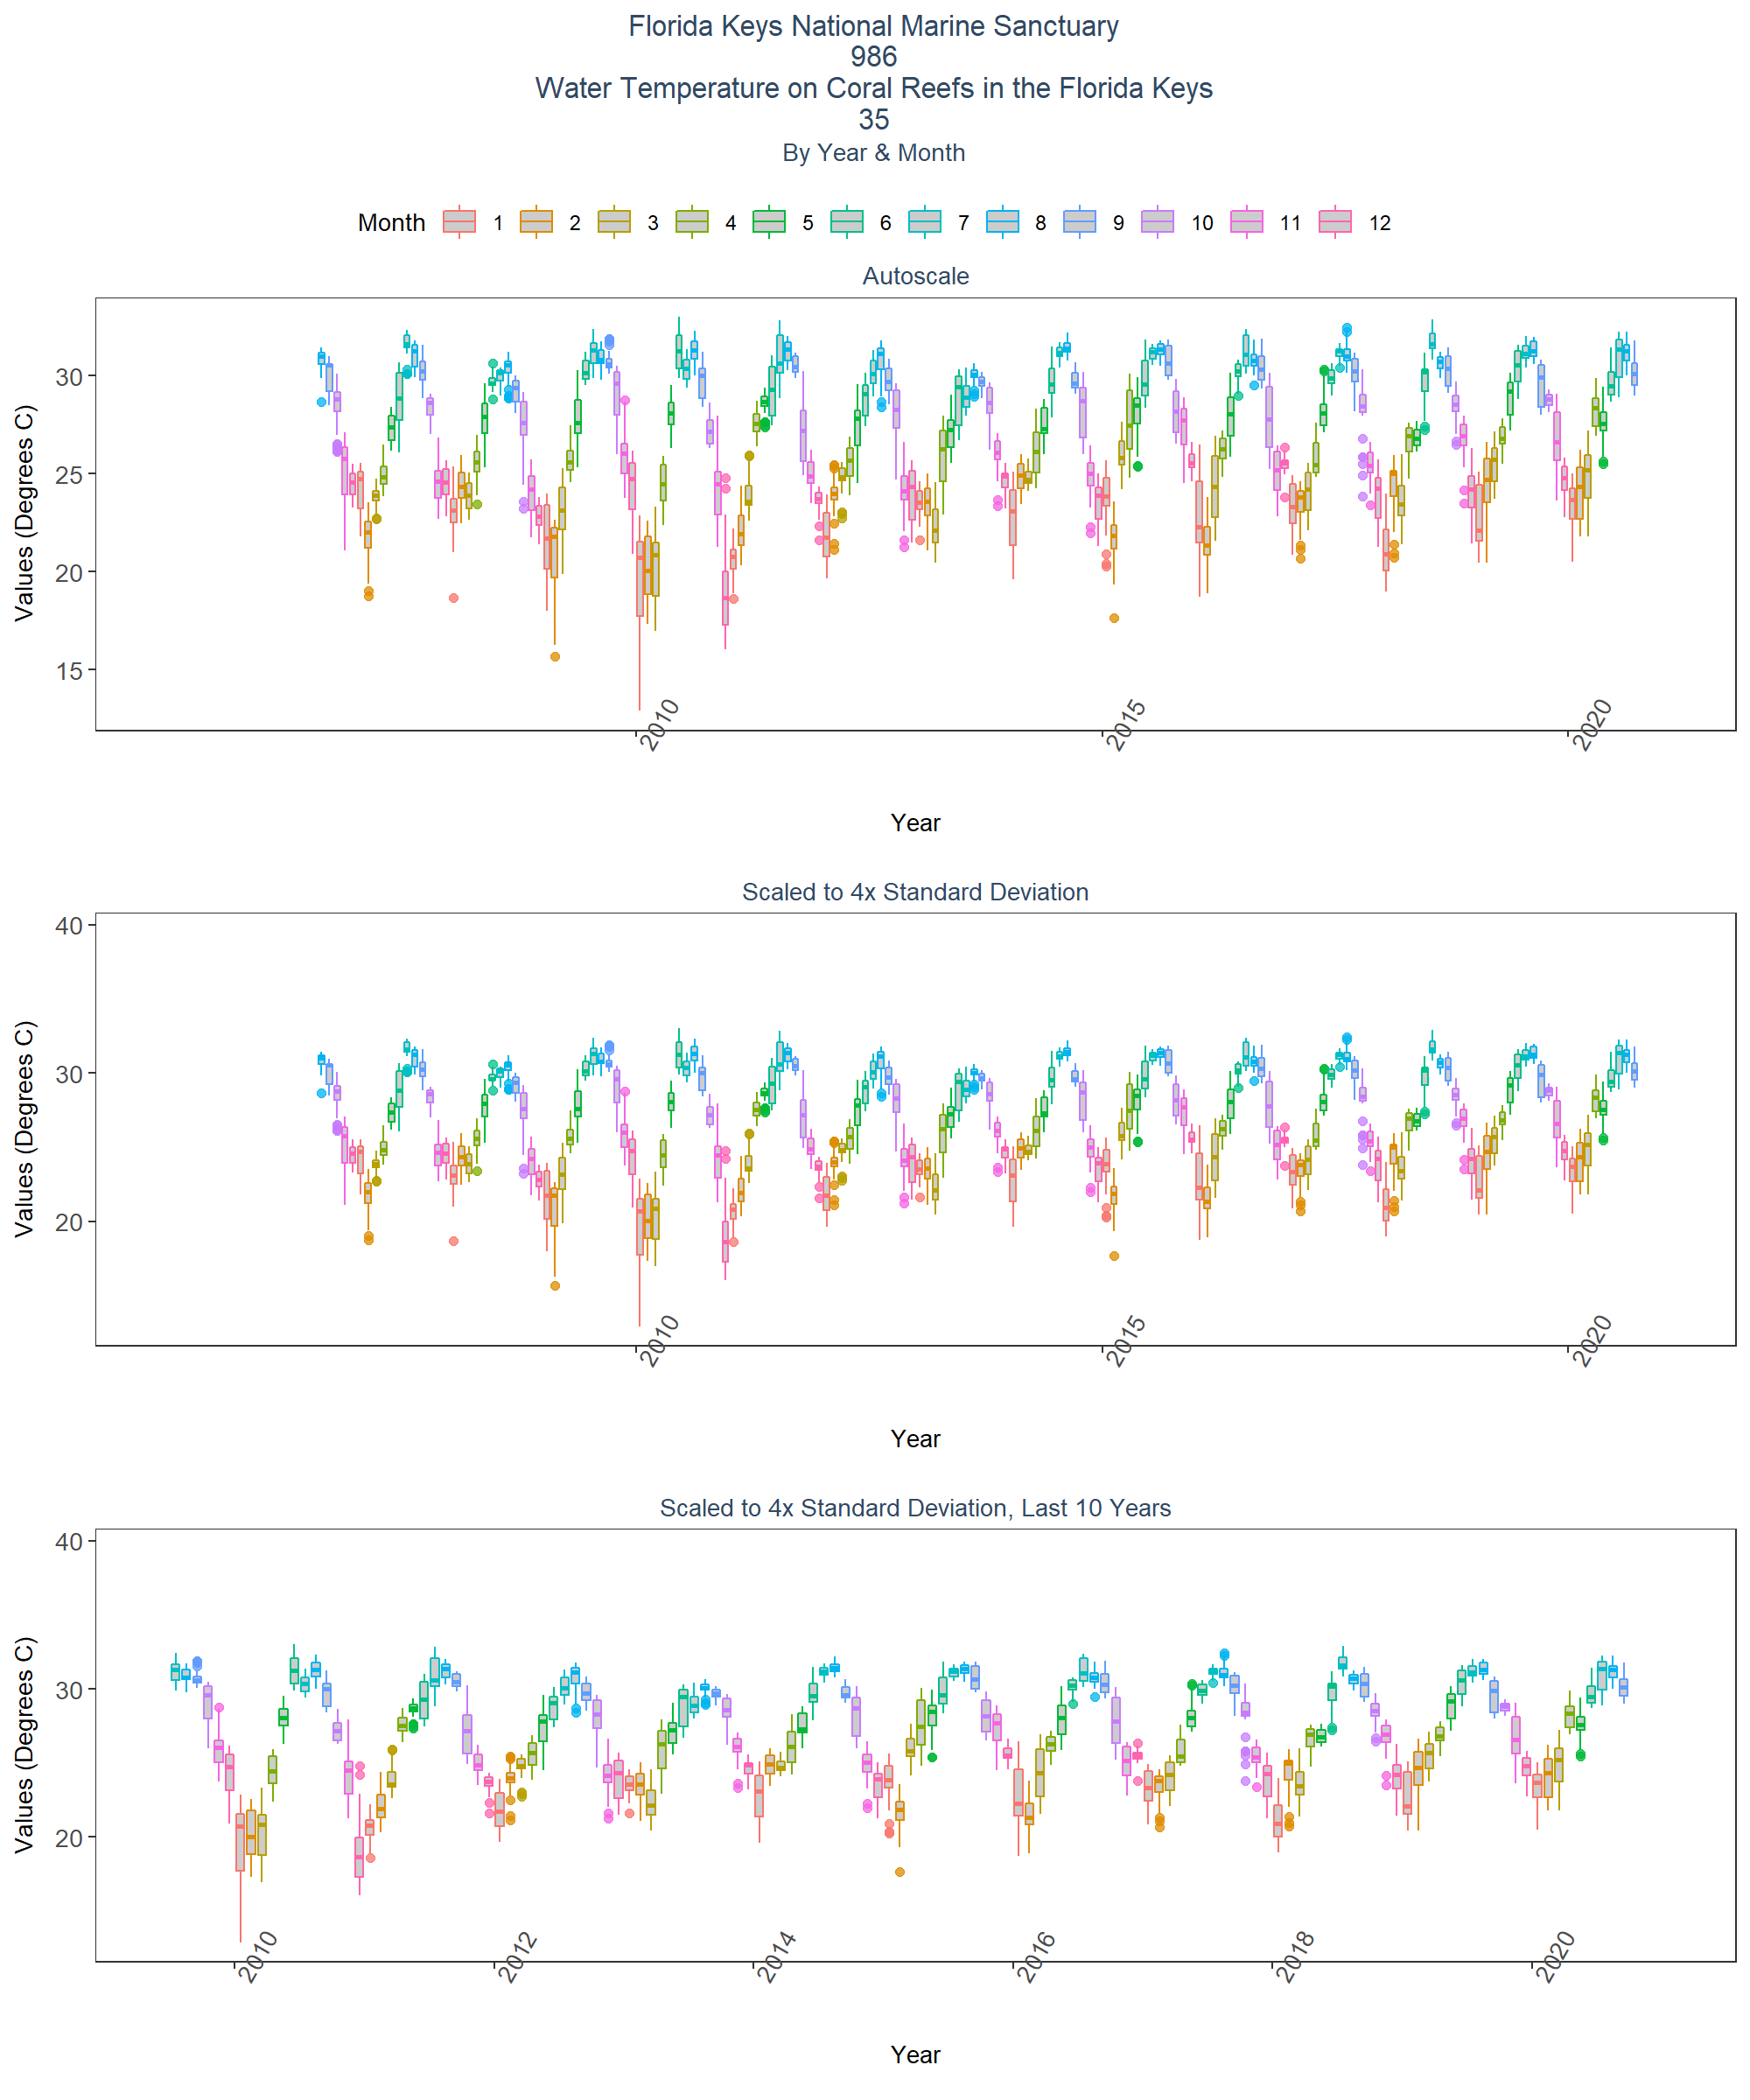 Florida Keys National Marine Sanctuary
986
Water Temperature on Coral Reefs in the Florida Keys
35
By Year & Month
Month 1 2 3 4 5 6 7 8 9 10 11 12
Autoscale
Values (Degrees C)
30
25
20
15
2010 2015 2020
Year
Scaled to 4x Standard Deviation
Values (Degrees C)
40
30
20
2010 2015 2020
Year
Scaled to 4x Standard Deviation, Last 10 Years
Values (Degrees C)
40
30
20
2010 2012 2014 2016 2018 2020
Year